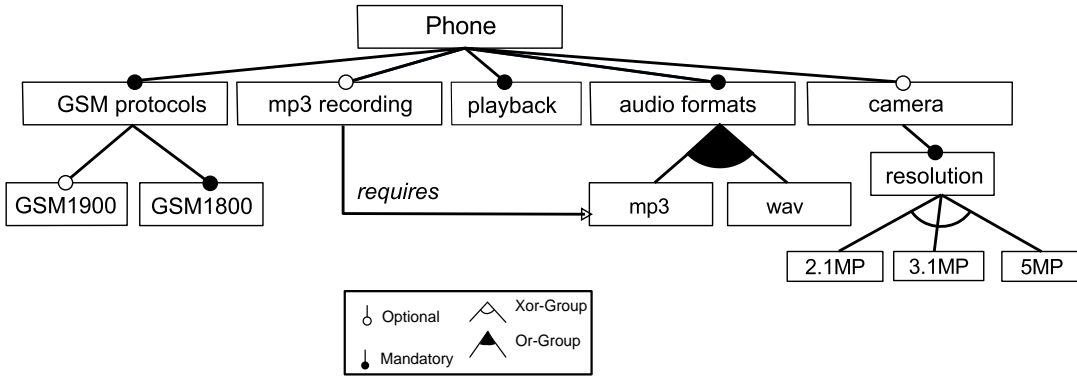 Phone
GSM protocols
mp3 recording
playback
audio formats
camera
requires
resolution
GSM1900
GSM1800
mp3
wav
2.1MP
3.1MP
5MP
Optional
Xor-Group
Mandatory
Or-Group